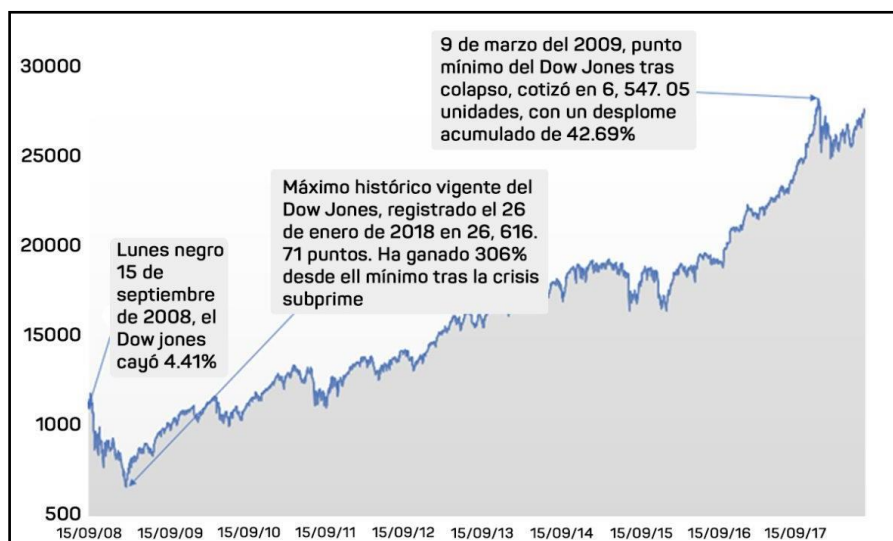 30000
25000
20000
15000
1000
500
9 de marzo del 2009, punto
mínimo del Dow Jones tras
colapso, cotizó en 6, 547. 05
unidades, con un desplome
acumulado de 42.69%
Máximo histórico vigente del
Dow Jones, registrado el 26
de enero de 2018 en 26, 616.
71 puntos. Ha ganado 306%
desde ell mínimo tras la crisis
subprime
Lunes negro
15 de
septiembre
de 2008, el
Dow jones
cayó 4.41%
15/09/08 15/09/09 15/09/10 15/09/11 15/09/12 15/09/13 15/09/14 15/09/15 15/09/16 15/09/17